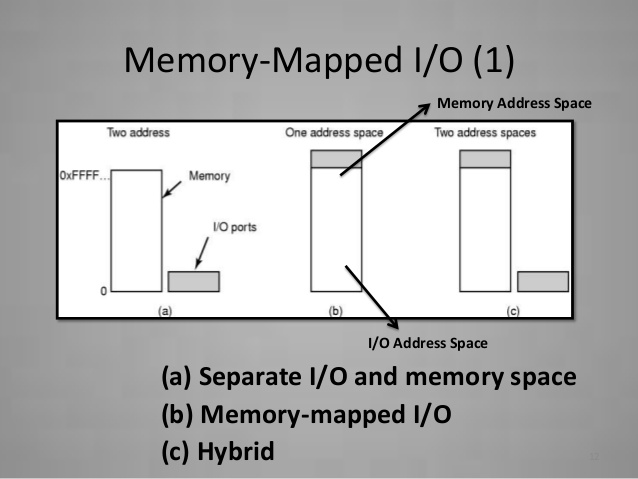 Memory-Mapped I/O (1)
Memory Address Space
Two address
One address space
Two address spaces
0xFFFF…
Memory
I/O ports
0
(a)
(b)
(c)
I/O Address Space
(a) Separate I/O and memory space
(b) Memory-mapped I/O
(c) Hybrid